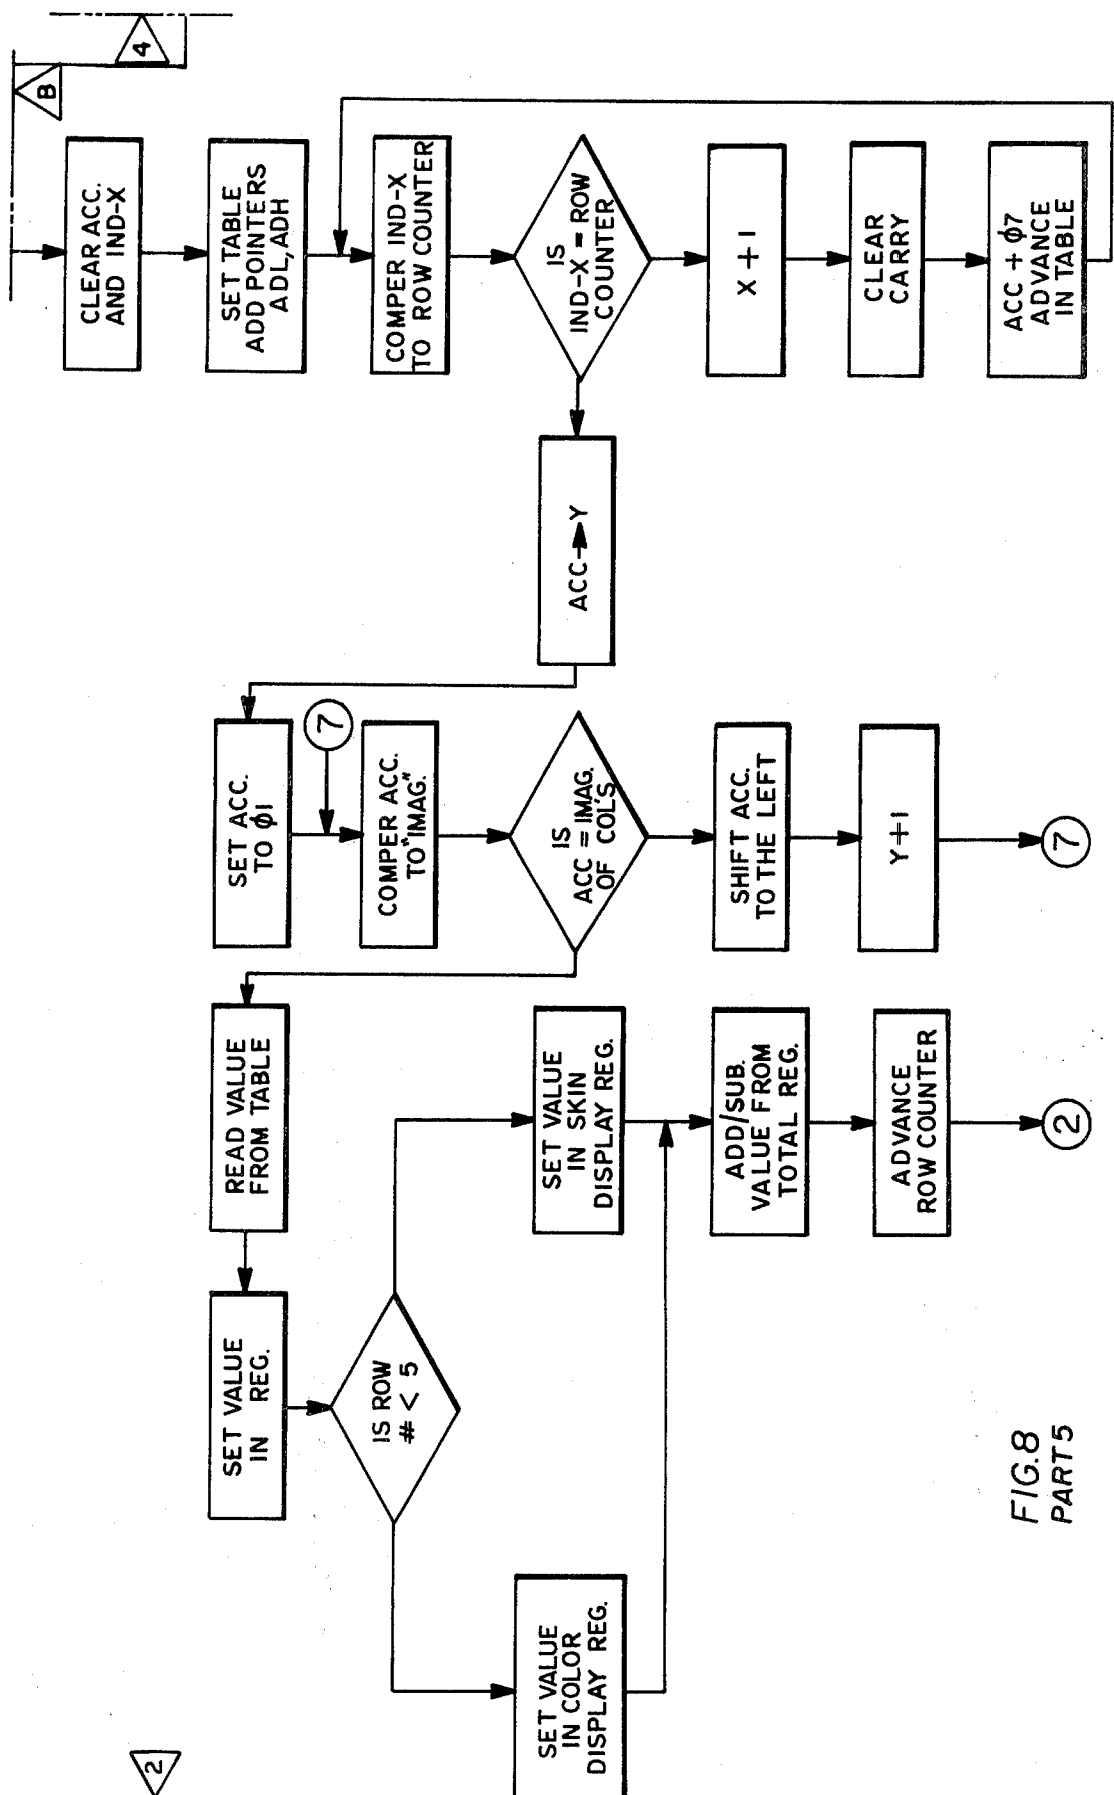 B
4
CLEAR ACC.
AND IND-X
SET TABLE
ADD POINTERS
ADL, ADH
COMPER IND-X
TO ROW COUNTER
IS
IND-X = ROW
COUNTER
X + I
CLEAR
CARRY
ACC + ϕ7
ADVANCE
IN TABLE
ACC→Y
SET ACC.
TO ϕI
7
COMPER ACC.
TO "IMAG."
IS
ACC = IMAG.
OF COL'S
SHIFT ACC.
TO THE LEFT
Y+I
7
READ VALUE
FROM TABLE
SET VALUE
IN REG.
IS ROW
# < 5
SET VALUE
IN SKIN
DISPLAY REG.
SET VALUE
IN COLOR
DISPLAY REG.
ADD/SUB.
VALUE FROM
TOTAL REG.
ADVANCE
ROW COUNTER
2
2
FIG.8
PART 5